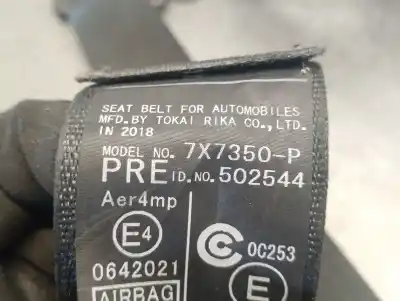 SEAT BELT FOR AUTOMOBILES
MFD. BY TOKAI RIKA CO., LTD.
IN 2018
MODEL NO. 7X7350-P
PRE ID. NO. 502544
Aer4mp
E4 0C253
0642021 E
AIRBAG